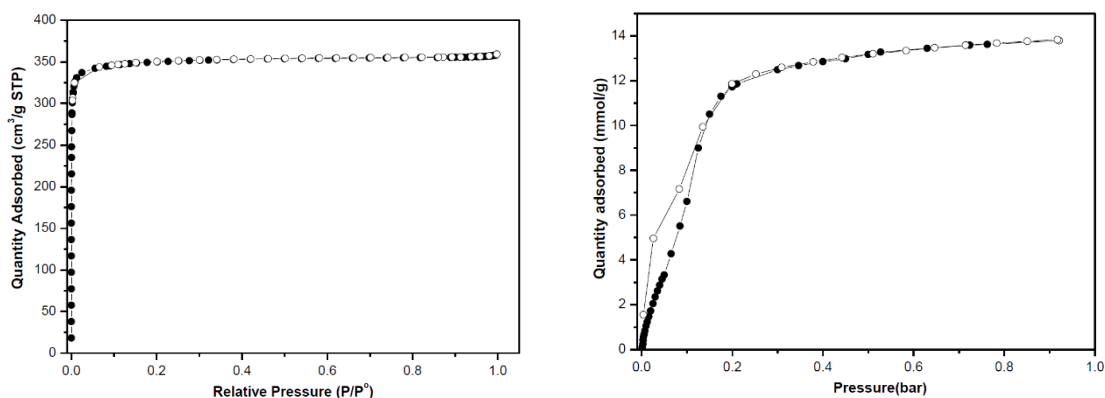 400
350
300
250
200
150
100
50
0
0.0 0.2 0.4 0.6 0.8 1.0
Quantity Adsorbed (cm³/g STP)
Relative Pressure (P/P°)
14
12
10
8
6
4
2
0
0.0 0.2 0.4 0.6 0.8 1.0
Quantity adsorbed (mmol/g)
Pressure(bar)